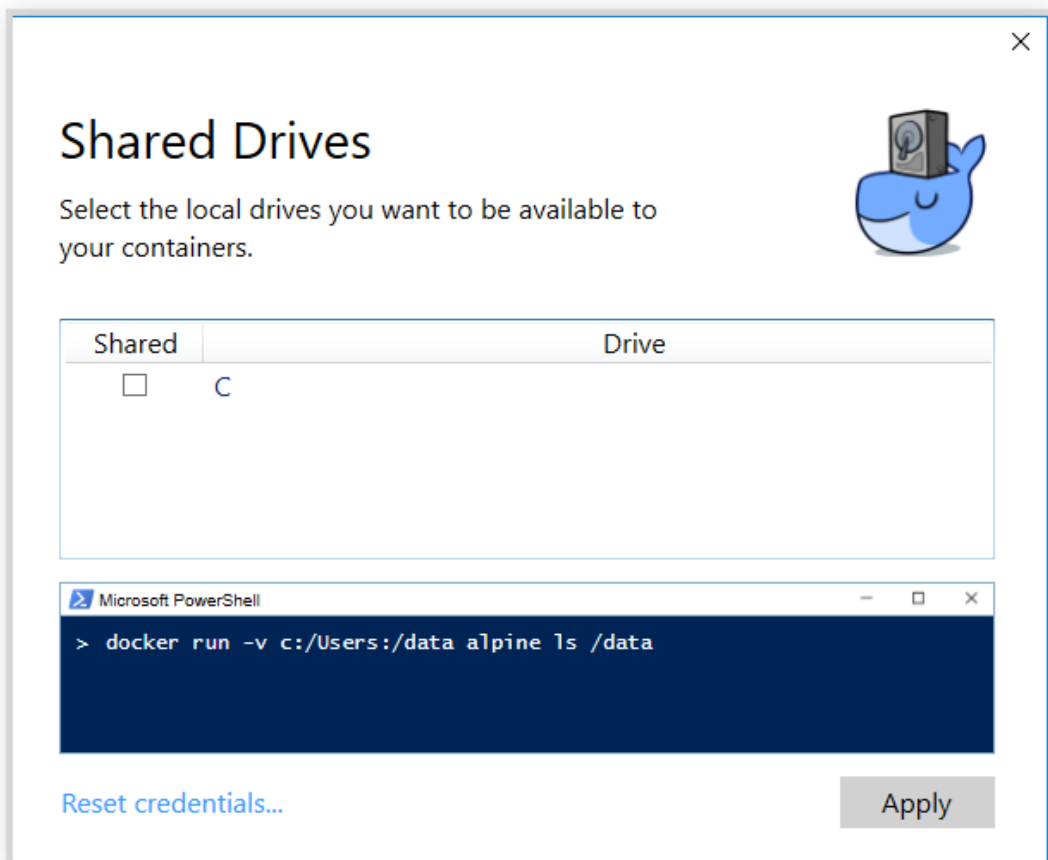 Shared Drives
Select the local drives you want to be available to
your containers.
Shared Drive
C
Microsoft PowerShell
> docker run -v c:/Users:/data alpine ls /data
Reset credentials...
Apply